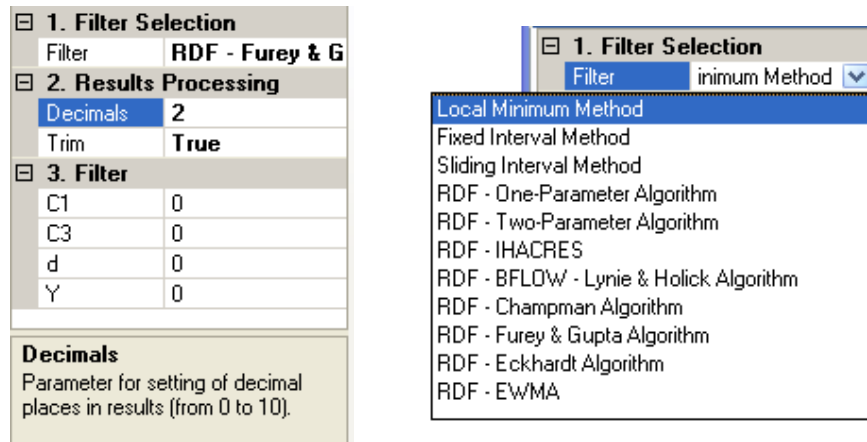 1. Filter Selection
Filter RDF - Furey & G
2. Results Processing
Decimals 2
Trim True
3. Filter
C1 0
C3 0
d 0
Y 0
Decimals
Parameter for setting of decimal
places in results (from 0 to 10).
1. Filter Selection
Filter inimum Method
Local Minimum Method
Fixed Interval Method
Sliding Interval Method
RDF - One-Parameter Algorithm
RDF - Two-Parameter Algorithm
RDF - IHACRES
RDF - BFLOW - Lynie & Holick Algorithm
RDF - Champman Algorithm
RDF - Furey & Gupta Algorithm
RDF - Eckhardt Algorithm
RDF - EWMA